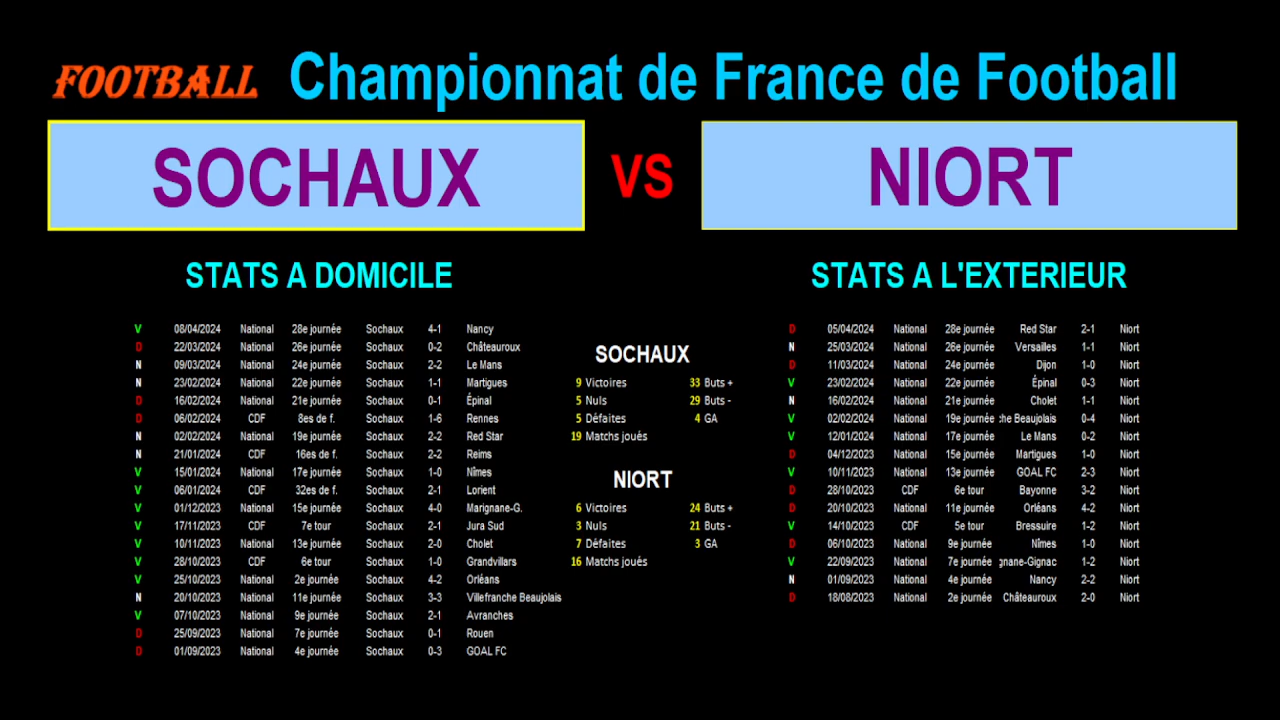 FOOTBALL Championnat de France de Football
SOCHAUX VS NIORT
STATS A DOMICILE
V 08/04/2024 National 28e journée Sochaux 4-1 Nancy
D 22/03/2024 National 26e journée Sochaux 0-2 Châteauroux
N 09/03/2024 National 24e journée Sochaux 2-2 Le Mans
N 23/02/2024 National 22e journée Sochaux 1-1 Martigues
D 16/02/2024 National 21e journée Sochaux 0-1 Épinal
D 06/02/2024 CDF 8es de f. Sochaux 1-6 Rennes
N 02/02/2024 National 19e journée Sochaux 2-2 Red Star
N 21/01/2024 CDF 16es de f. Sochaux 2-2 Reims
V 15/01/2024 National 17e journée Sochaux 1-0 Nîmes
V 06/01/2024 CDF 32es de f. Sochaux 2-1 Lorient
V 01/12/2023 National 15e journée Sochaux 4-0 Marignane-G.
V 17/11/2023 CDF 7e tour Sochaux 2-1 Jura Sud
V 10/11/2023 National 13e journée Sochaux 2-0 Cholet
V 28/10/2023 CDF 6e tour Sochaux 1-0 Grandvillars
V 25/10/2023 National 2e journée Sochaux 4-2 Orléans
N 20/10/2023 National 11e journée Sochaux 3-3 Villefranche Beaujolais
V 07/10/2023 National 9e journée Sochaux 2-1 Avranches
D 25/09/2023 National 7e journée Sochaux 0-1 Rouen
D 01/09/2023 National 4e journée Sochaux 0-3 GOAL FC
SOCHAUX
9 Victoires 33 Buts +
5 Nuls 29 Buts -
5 Défaites 4 GA
19 Matchs joués
NIORT
6 Victoires 24 Buts +
3 Nuls 21 Buts -
7 Défaites 3 GA
16 Matchs joués
STATS A L'EXTERIEUR
D 05/04/2024 National 28e journée Red Star 2-1 Niort
N 25/03/2024 National 26e journée Versailles 1-1 Niort
D 11/03/2024 National 24e journée Dijon 1-0 Niort
V 23/02/2024 National 22e journée Épinal 0-3 Niort
N 16/02/2024 National 21e journée Cholet 1-1 Niort
V 02/02/2024 National 19e journée :he Beaujolais 0-4 Niort
V 12/01/2024 National 17e journée Le Mans 0-2 Niort
D 04/12/2023 National 15e journée Martigues 1-0 Niort
V 10/11/2023 National 13e journée GOAL FC 2-3 Niort
D 28/10/2023 CDF 6e tour Bayonne 3-2 Niort
D 20/10/2023 National 11e journée Orléans 4-2 Niort
V 14/10/2023 CDF 5e tour Bressuire 1-2 Niort
D 06/10/2023 National 9e journée Nîmes 1-0 Niort
V 22/09/2023 National 7e journée gnane-Gignac 1-2 Niort
N 01/09/2023 National 4e journée Nancy 2-2 Niort
D 18/08/2023 National 2e journée Châteauroux 2-0 Niort